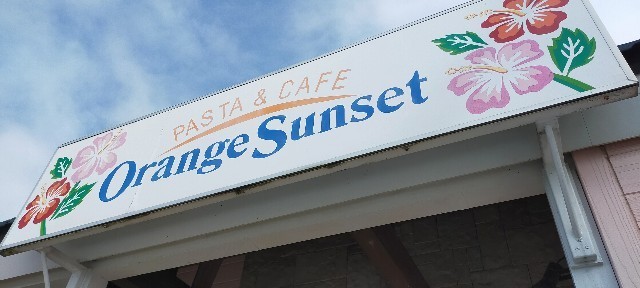 PASTA & CAFE
Orange Sunset